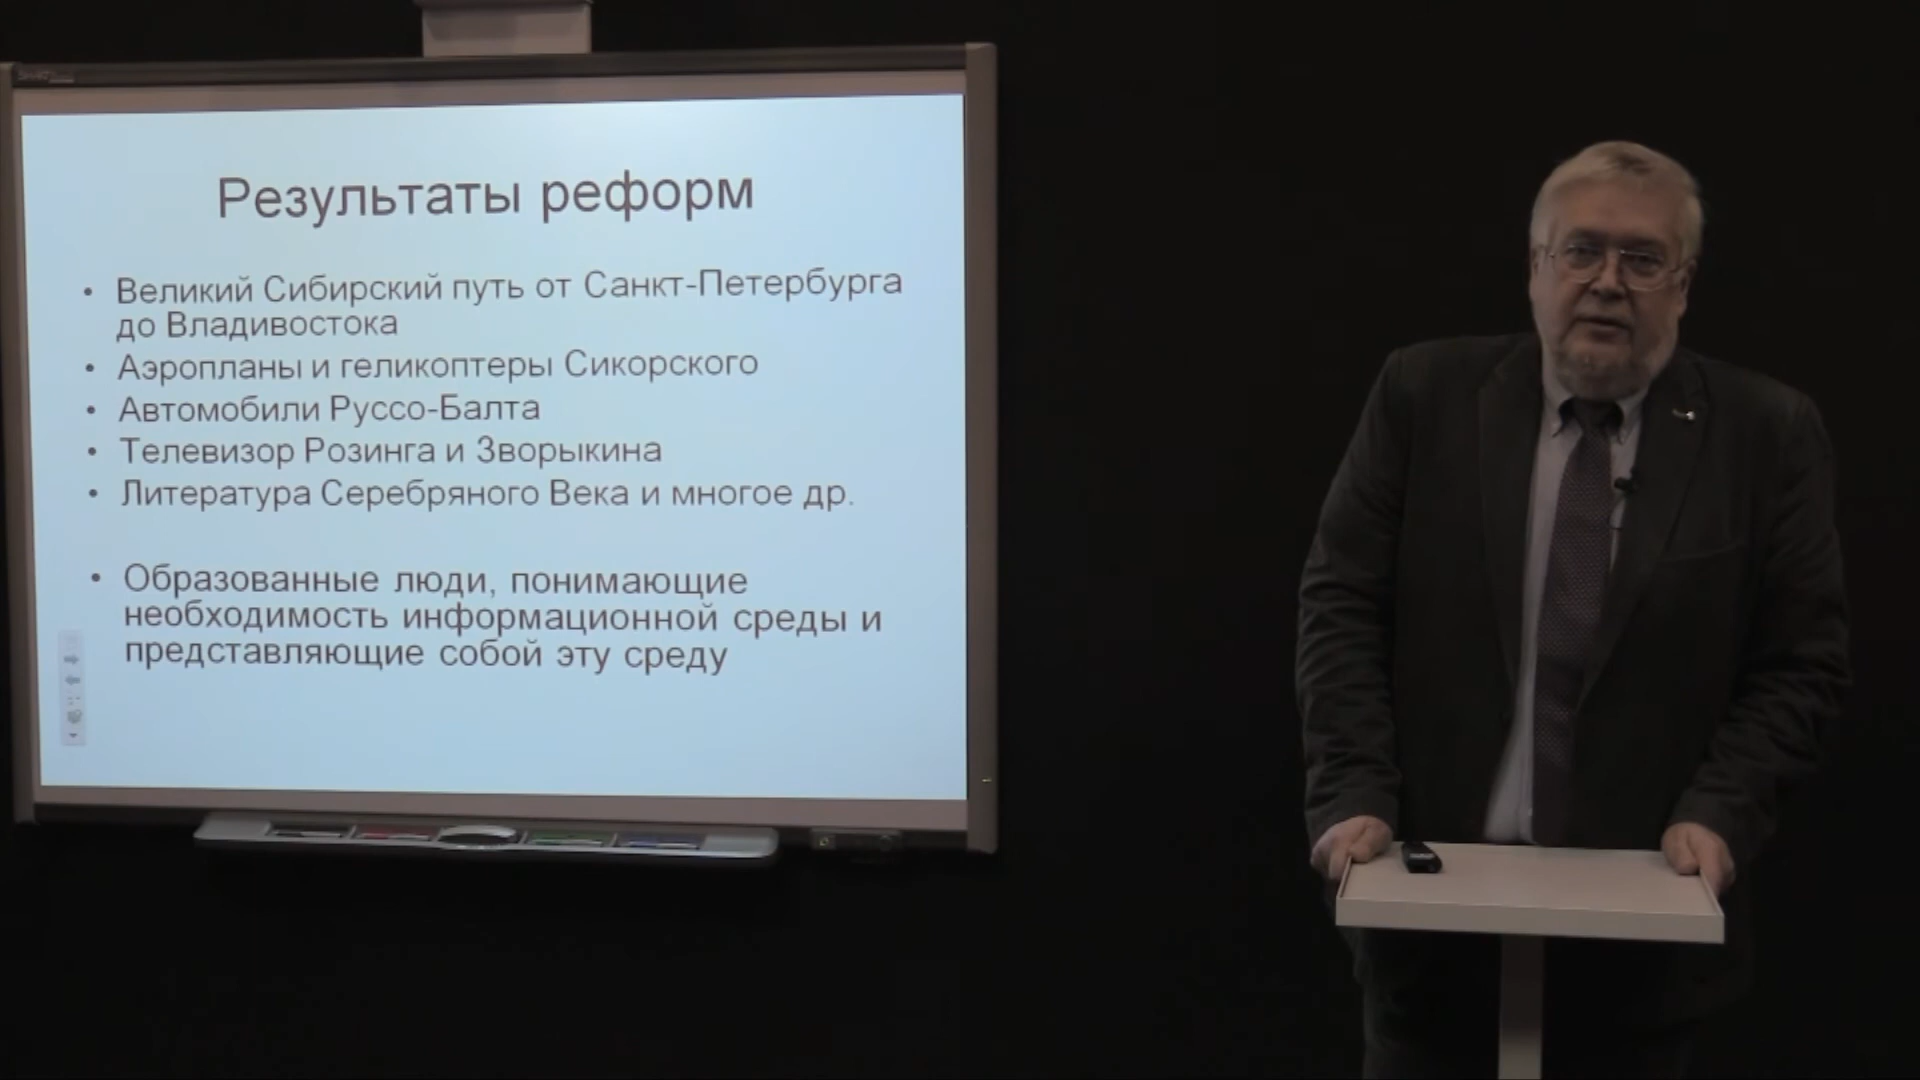 Результаты реформ
• Великий Сибирский путь от Санкт-Петербурга
до Владивостока
• Аэропланы и геликоптеры Сикорского
• Автомобили Руссо-Балта
• Телевизор Розинга и Зворыкина
• Литература Серебряного Века и многое др.
• Образованные люди, понимающие
необходимость информационной среды и
представляющие собой эту среду